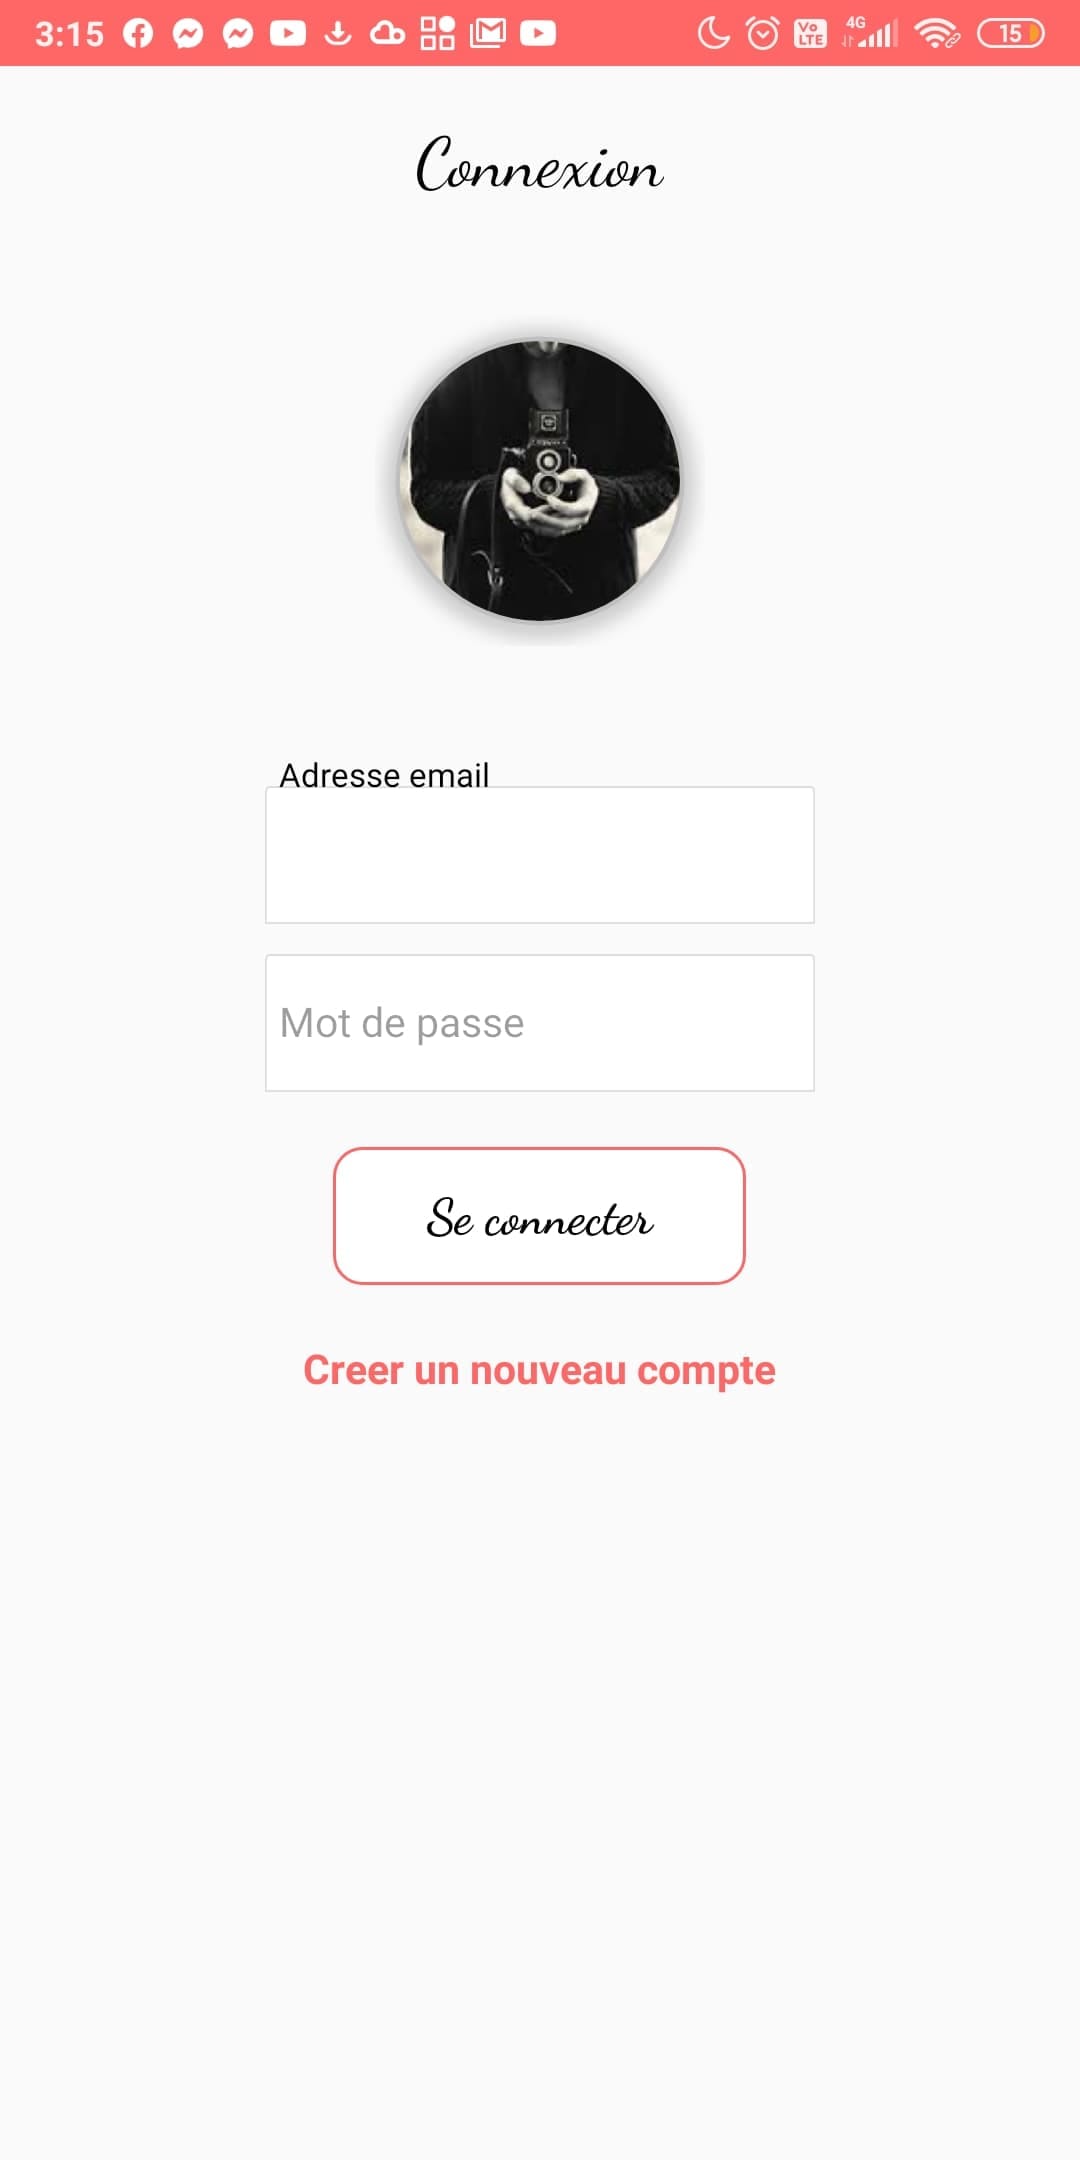 3:15 Vo LTE 4G 15
Connexion
Adresse email
Mot de passe
Se connecter
Creer un nouveau compte